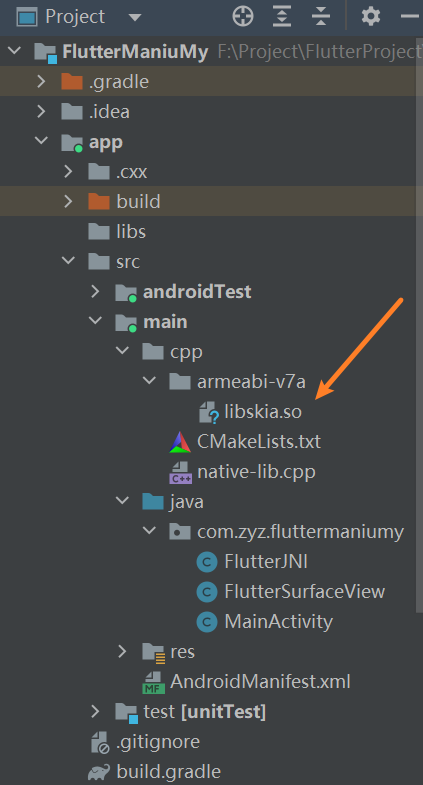 Project
FlutterManiuMy F:\Project\FlutterProject
.gradle
.idea
app
.cxx
build
libs
src
androidTest
main
cpp
armeabi-v7a
libskia.so
CMakeLists.txt
native-lib.cpp
java
com.zyz.fluttermaniumy
FlutterJNI
FlutterSurfaceView
MainActivity
res
AndroidManifest.xml
test [unitTest]
.gitignore
build.gradle